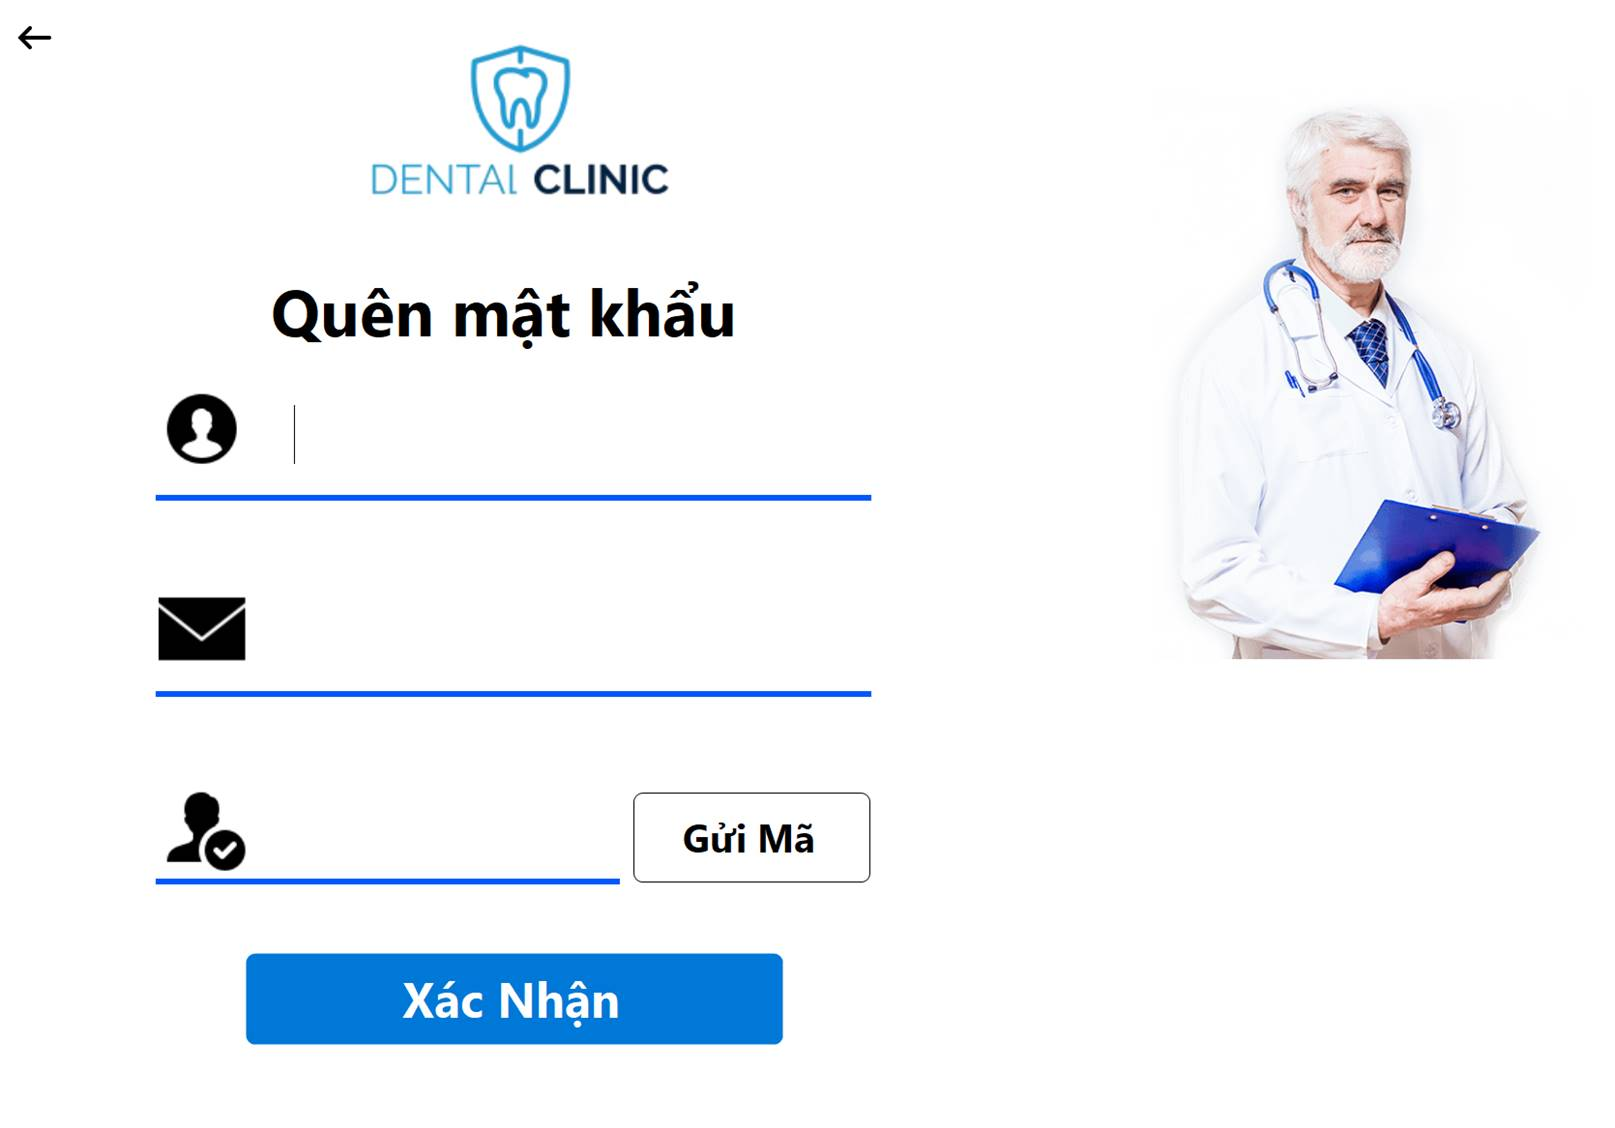 DENTAL CLINIC
Quên mật khẩu
Gửi Mã
Xác Nhận